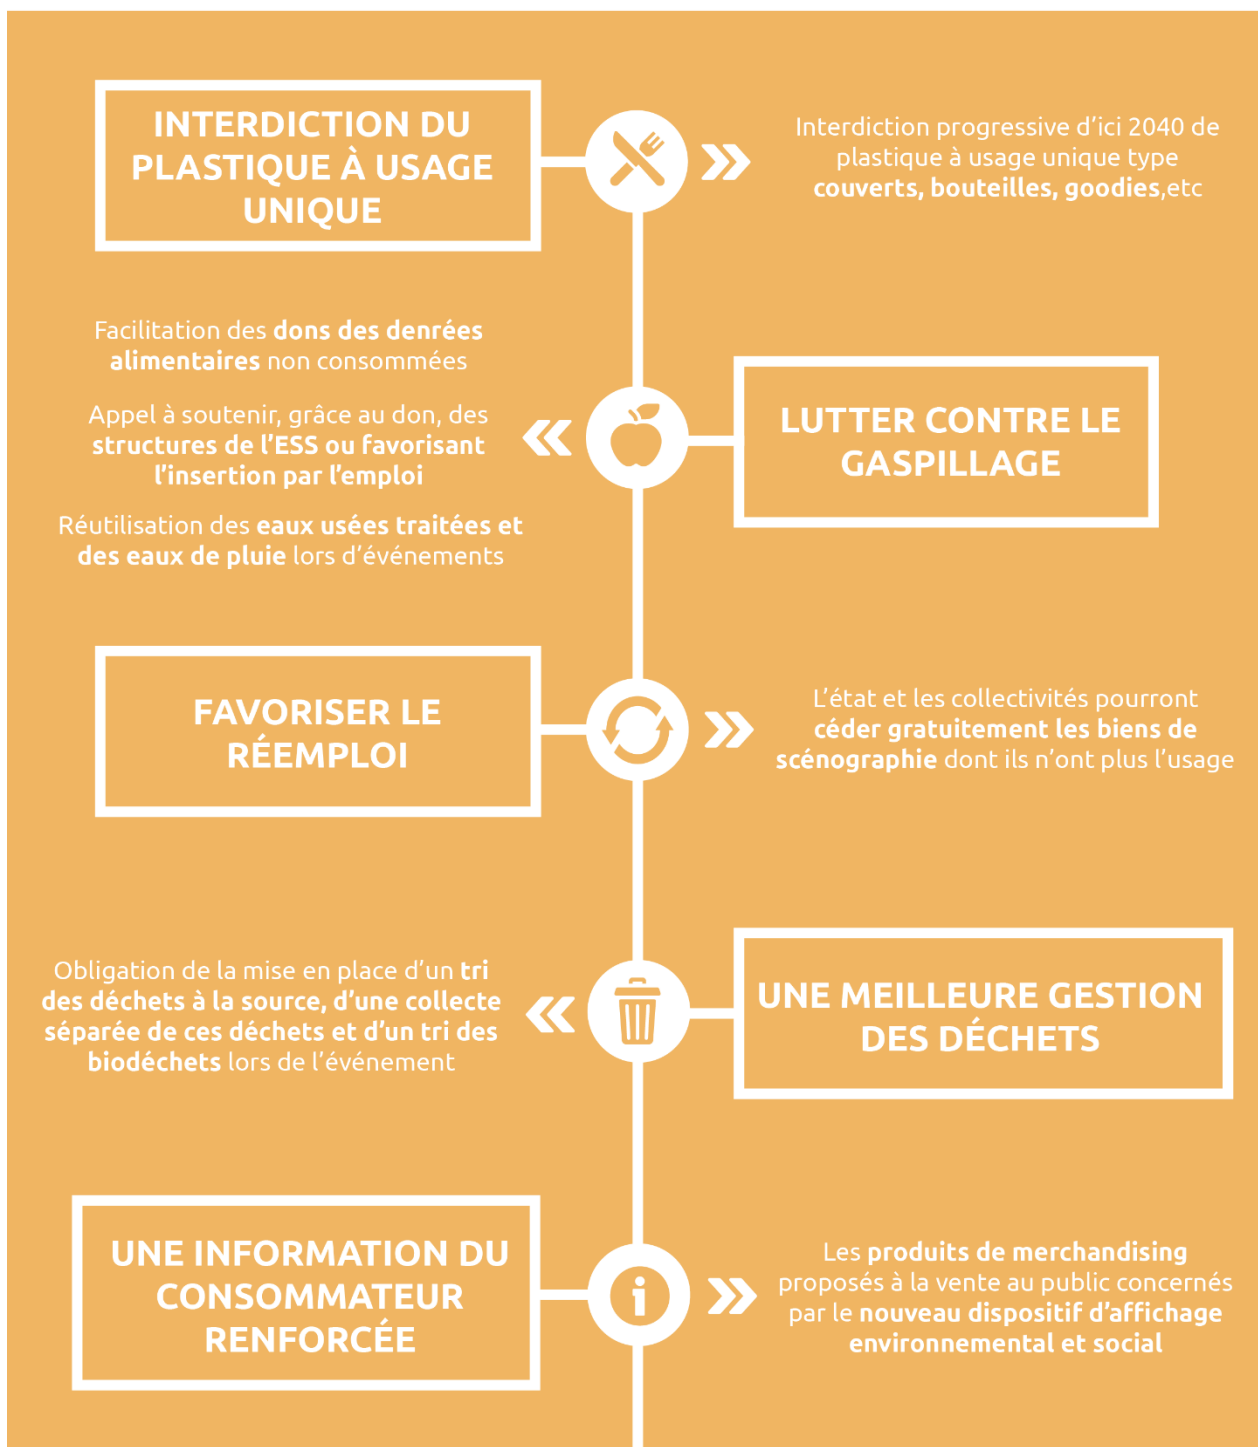 INTERDICTION DU
PLASTIQUE À USAGE
UNIQUE
Interdiction progressive d’ici 2040 de
plastique à usage unique type
couverts, bouteilles, goodies,etc
Facilitation des dons des denrées
alimentaires non consommées
Appel à soutenir, grâce au don, des
structures de l’ESS ou favorisant
l’insertion par l’emploi
Réutilisation des eaux usées traitées et
des eaux de pluie lors d’événements
LUTTER CONTRE LE
GASPILLAGE
FAVORISER LE
RÉEMPLOI
L’état et les collectivités pourront
céder gratuitement les biens de
scénographie dont ils n’ont plus l’usage
Obligation de la mise en place d’un tri
des déchets à la source, d’une collecte
séparée de ces déchets et d’un tri des
biodéchets lors de l’événement
UNE MEILLEURE GESTION
DES DÉCHETS
UNE INFORMATION DU
CONSOMMATEUR
RENFORCÉE
Les produits de merchandising
proposés à la vente au public concernés
par le nouveau dispositif d’affichage
environnemental et social